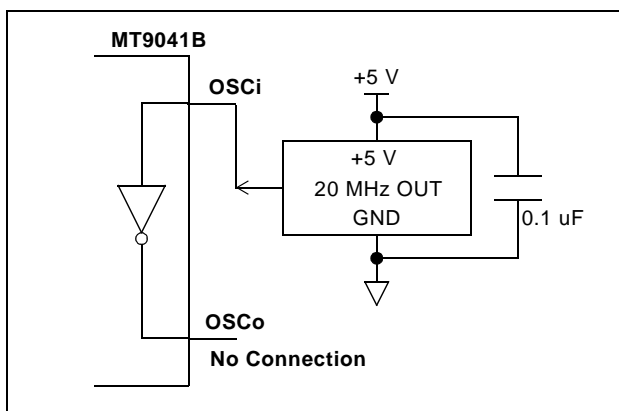 MT9041B
OSCi
+5 V
+5 V
20 MHz OUT
GND
0.1 uF
OSCo
No Connection